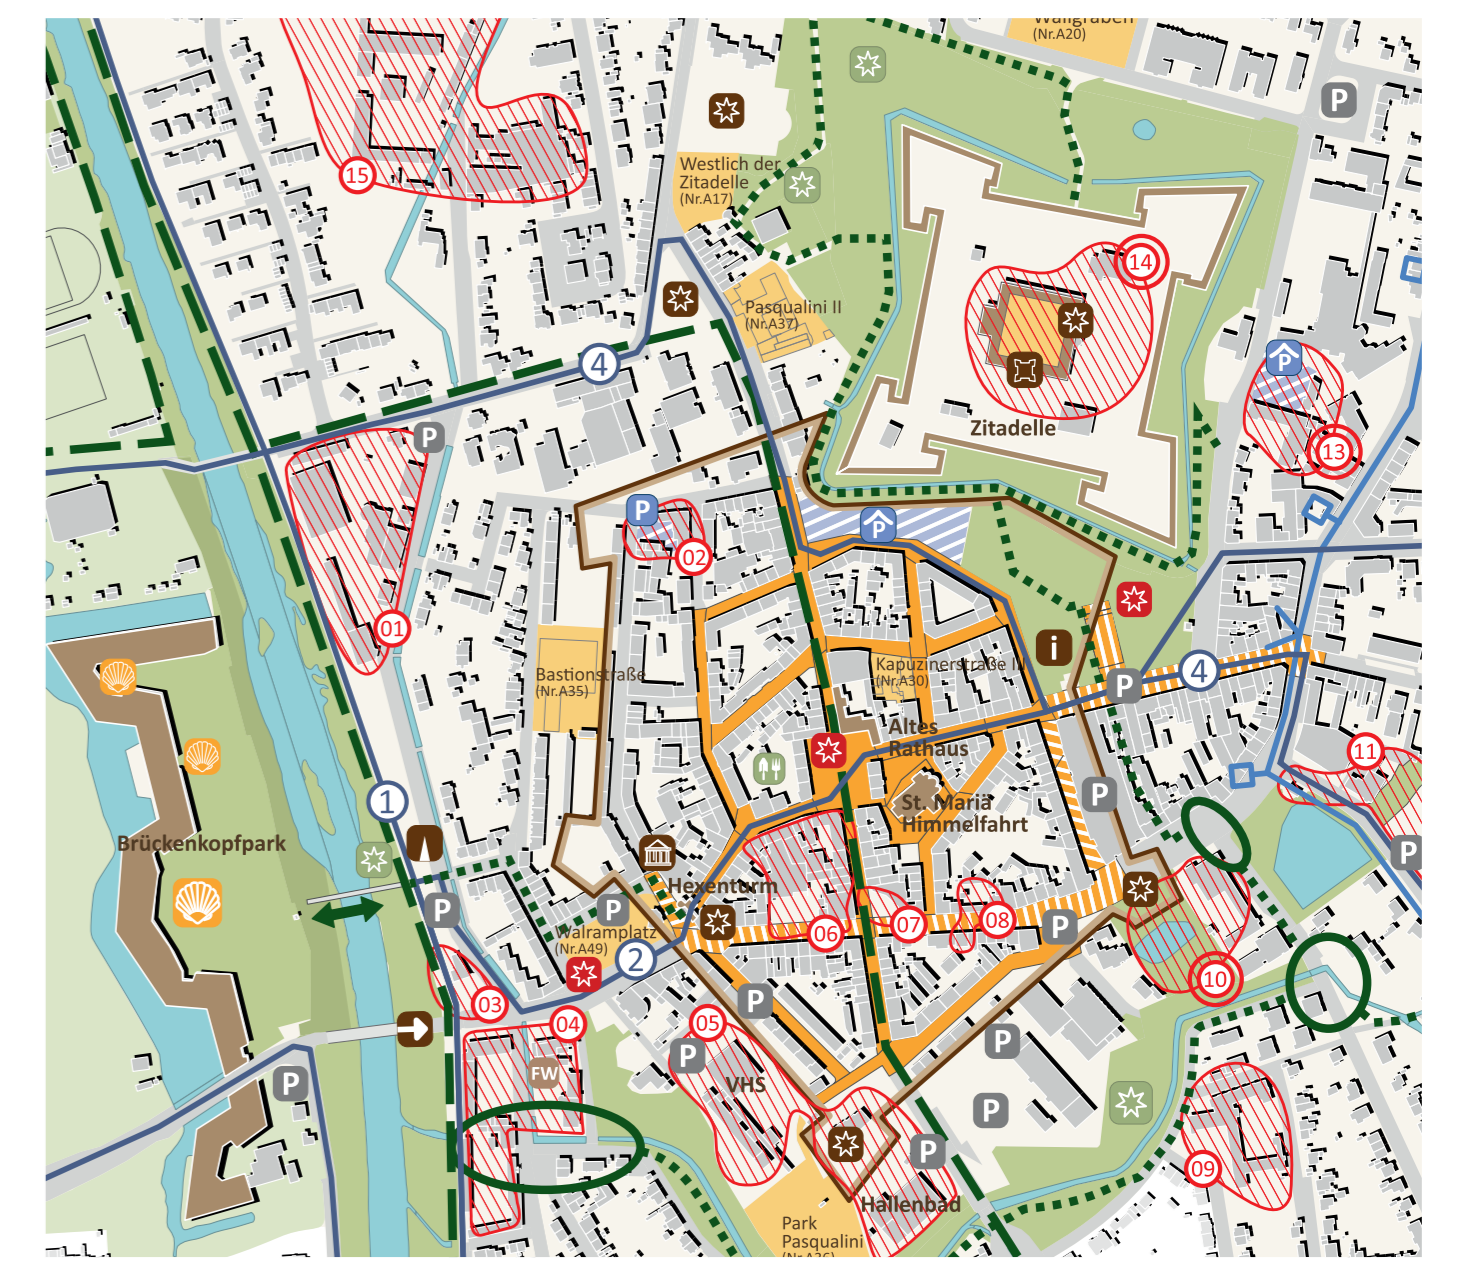 Wallgraben
(Nr.A20)
P
15
Westlich der
Zitadelle
(Nr.A17)
14
Pasqualini II
(Nr.A37)
4
P
13
Zitadelle
P
P
02
P
01
i
Bastionstraße
(Nr.A35)
Kapuzinerstraße II
(Nr.A30)
P
4
Altes
Rathaus
11
1
P
St. Maria
Himmelfahrt
Brückenkopfpark
P
Hexenturm
P
P
06
07
08
P
Walramplatz
(Nr.A49)
2
10
03
P
04
05
P
P
VHS
FW
P
P
P
09
Hallenbad
Park
Pasqualini
(Nr.A36)